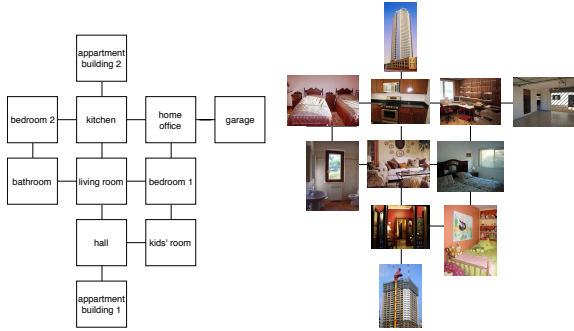 appartment
building 2
bedroom 2
kitchen
home
office
garage
bathroom
living room
bedroom 1
hall
kids' room
appartment
building 1